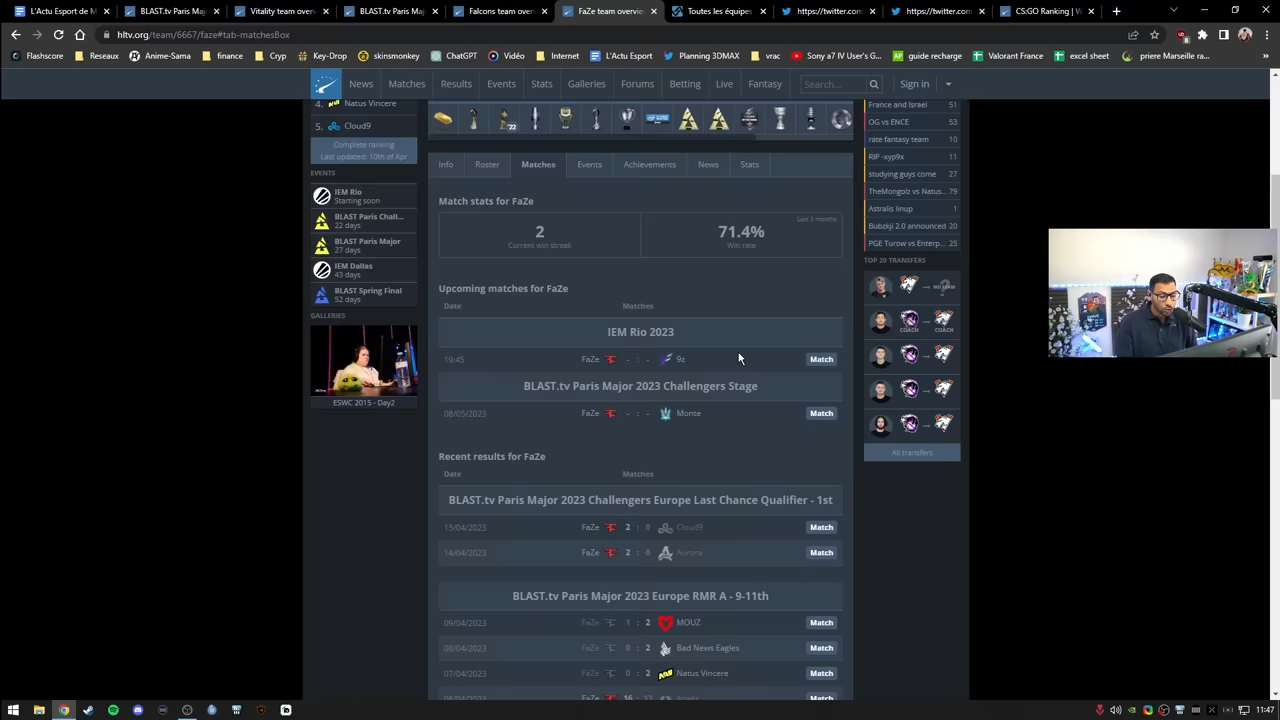 L'Actu Esport de M
BLAST.tv Paris Maj
Vitality team over
BLAST.tv Paris Maj
Falcons team over
FaZe team overvie
Toutes les équipes
https://twitter.com
https://twitter.com
CS:GO Ranking | W
hltv.org/team/6667/faze#tab-matchesBox
Flashscore
Reseaux
Anime-Sama
finance
Cryp
Key-Drop
skinsmonkey
ChatGPT
Vidéo
Internet
L'Actu Esport
Planning 3DMAX
vrac
Sony a7 IV User's G...
guide recharge
Valorant France
excel sheet
priere Marseille ra...
News
Matches
Results
Events
Stats
Galleries
Forums
Betting
Live
Fantasy
Search...
Sign in
4. Natus Vincere
5. Cloud9
Complete ranking
Last updated: 10th of Apr
EVENTS
IEM Rio
Starting soon
BLAST Paris Chall...
22 days
BLAST Paris Major
27 days
IEM Dallas
43 days
BLAST Spring Final
52 days
GALLERIES
ESWC 2015 - Day2
Info
Roster
Matches
Events
Achievements
News
Stats
Match stats for FaZe
Last 3 months
2
Current win streak
71.4%
Win rate
Upcoming matches for FaZe
Date
Matches
IEM Rio 2023
19:45 FaZe - : - 9z Match
BLAST.tv Paris Major 2023 Challengers Stage
08/05/2023 FaZe - : - Monte Match
Recent results for FaZe
Date
Matches
BLAST.tv Paris Major 2023 Challengers Europe Last Chance Qualifier - 1st
15/04/2023 FaZe 2 : 0 Cloud9 Match
14/04/2023 FaZe 2 : 0 Aurora Match
BLAST.tv Paris Major 2023 Europe RMR A - 9-11th
09/04/2023 FaZe 1 : 2 MOUZ Match
08/04/2023 FaZe 0 : 2 Bad News Eagles Match
07/04/2023 FaZe 0 : 2 Natus Vincere Match
France and Israel 51
OG vs ENCE 53
rate fantasy team 10
RIP -xyp9x 11
studying guys come 27
TheMongolz vs Natus... 79
Astralis linup 1
Bubzkji 2.0 announced 20
PGE Turow vs Enterp... 25
TOP 20 TRANSFERS
NO TEAM
COACH
COACH
All transfers
11:47